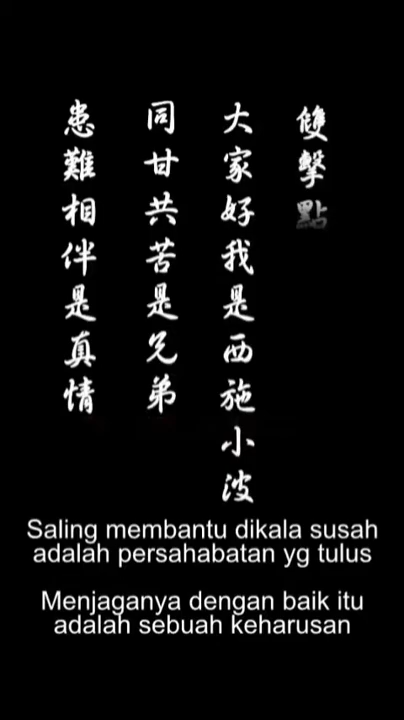 患難相伴是真情
同甘共苦是兄弟
大家好我是西施小波
雙擊點
Saling membantu dikala susah
adalah persahabatan yg tulus
Menjaganya dengan baik itu
adalah sebuah keharusan